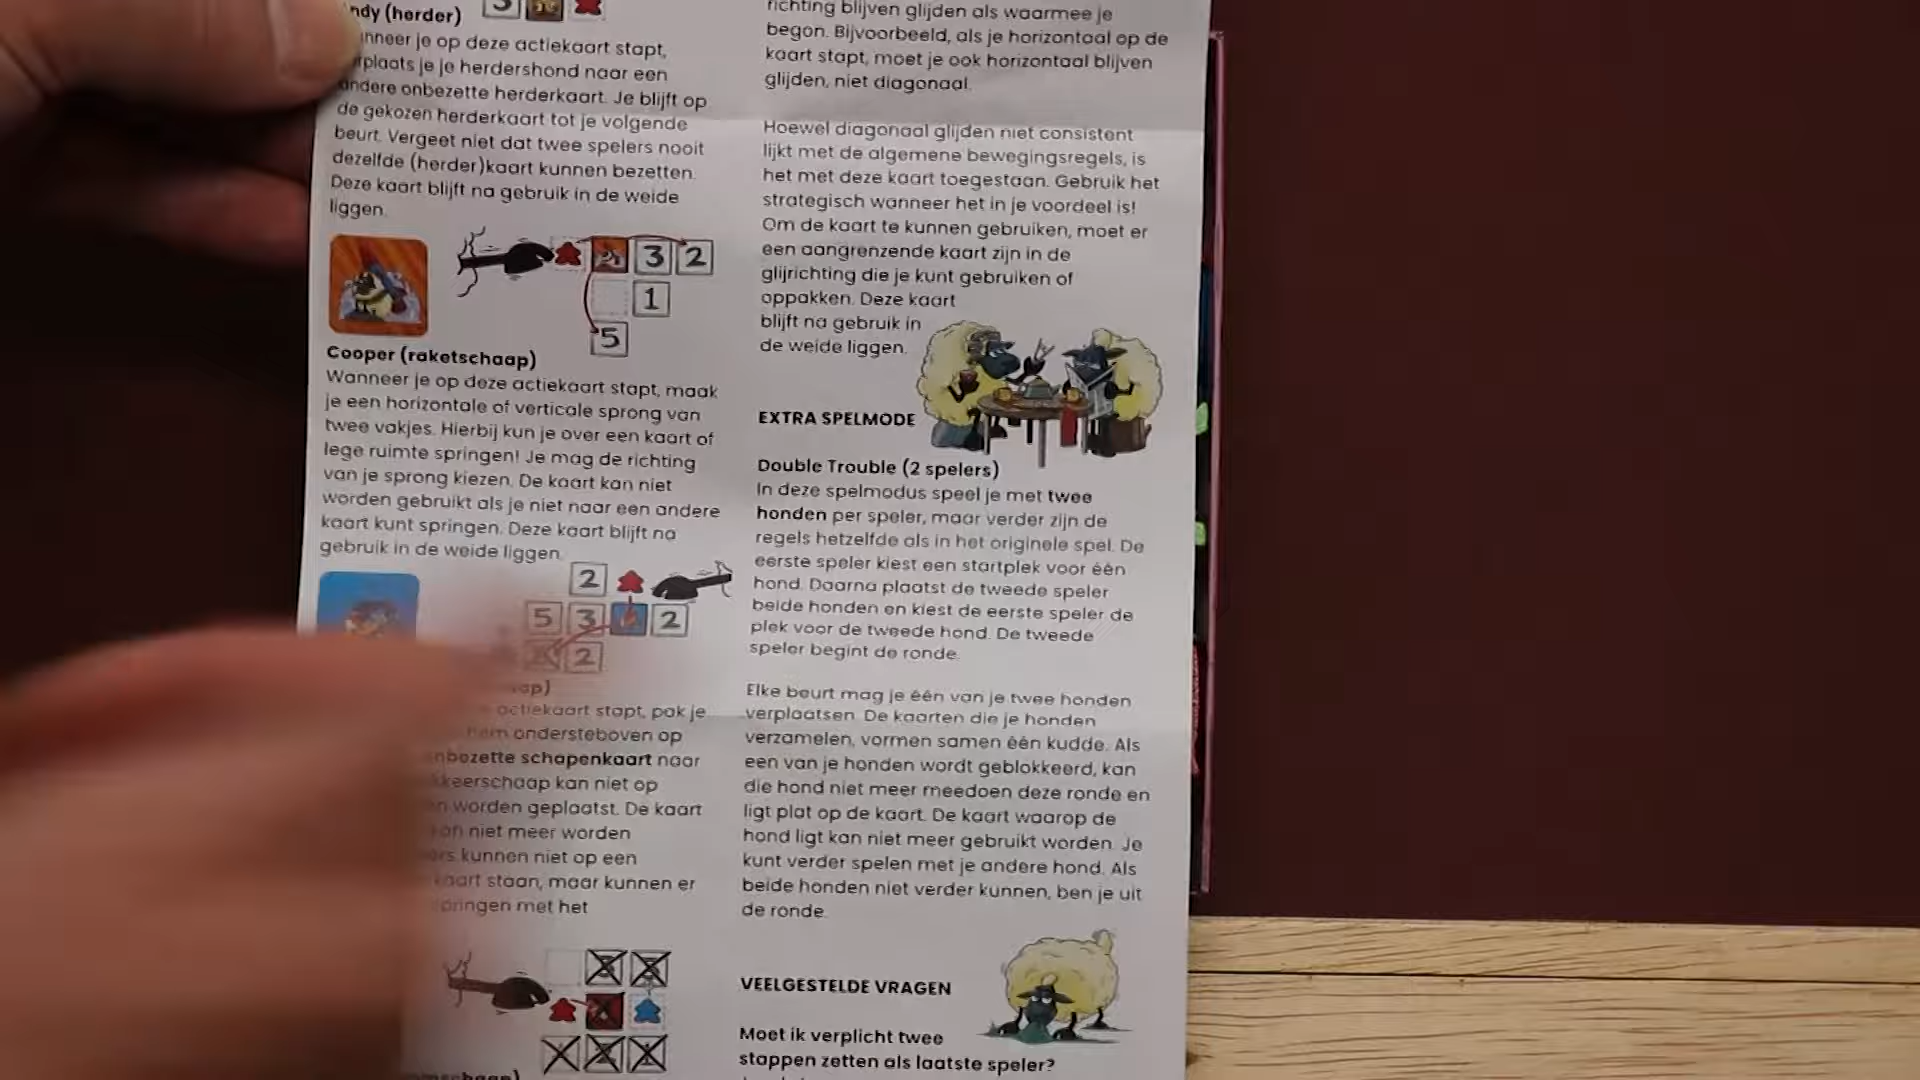 ndy (herder)
nneer je op deze actiekaart stapt,
rplaats je je herdershond naar een
andere onbezette herderkaart. Je blijft op
de gekozen herderkaart tot je volgende
beurt. Vergeet niet dat twee spelers nooit
dezelfde (herder)kaart kunnen bezetten.
Deze kaart blijft na gebruik in de weide
liggen.
3 2
1
5
Cooper (raketschaap)
Wanneer je op deze actiekaart stapt, maak
je een horizontale of verticale sprong van
twee vakjes. Hierbij kun je over een kaart of
lege ruimte springen! Je mag de richting
van je sprong kiezen. De kaart kan niet
worden gebruikt als je niet naar een andere
kaart kunt springen. Deze kaart blijft na
gebruik in de weide liggen.
2
5 3 2
2
ap)
actiekaart stapt, pak je
hem ondersteboven op
nbezette schapenkaart naar
kkeerschaap kan niet op
n worden geplaatst. De kaart
an niet meer worden
ers kunnen niet op een
kaart staan, maar kunnen er
pringen met het
richting blijven glijden als waarmee je
begon. Bijvoorbeeld, als je horizontaal op de
kaart stapt, moet je ook horizontaal blijven
glijden, niet diagonaal.
Hoewel diagonaal glijden niet consistent
lijkt met de algemene bewegingsregels, is
het met deze kaart toegestaan. Gebruik het
strategisch wanneer het in je voordeel is!
Om de kaart te kunnen gebruiken, moet er
een aangrenzende kaart zijn in de
glijrichting die je kunt gebruiken of
oppakken. Deze kaart
blijft na gebruik in
de weide liggen.
EXTRA SPELMODE
Double Trouble (2 spelers)
In deze spelmodus speel je met twee
honden per speler, maar verder zijn de
regels hetzelfde als in het originele spel. De
eerste speler kiest een startplek voor één
hond. Daarna plaatst de tweede speler
beide honden en kiest de eerste speler de
plek voor de tweede hond. De tweede
speler begint de ronde.
Elke beurt mag je één van je twee honden
verplaatsen. De kaarten die je honden
verzamelen, vormen samen één kudde. Als
een van je honden wordt geblokkeerd, kan
die hond niet meer meedoen deze ronde en
ligt plat op de kaart. De kaart waarop de
hond ligt kan niet meer gebruikt worden. Je
kunt verder spelen met je andere hond. Als
beide honden niet verder kunnen, ben je uit
de ronde.
VEELGESTELDE VRAGEN
Moet ik verplicht twee
stappen zetten als laatste speler?